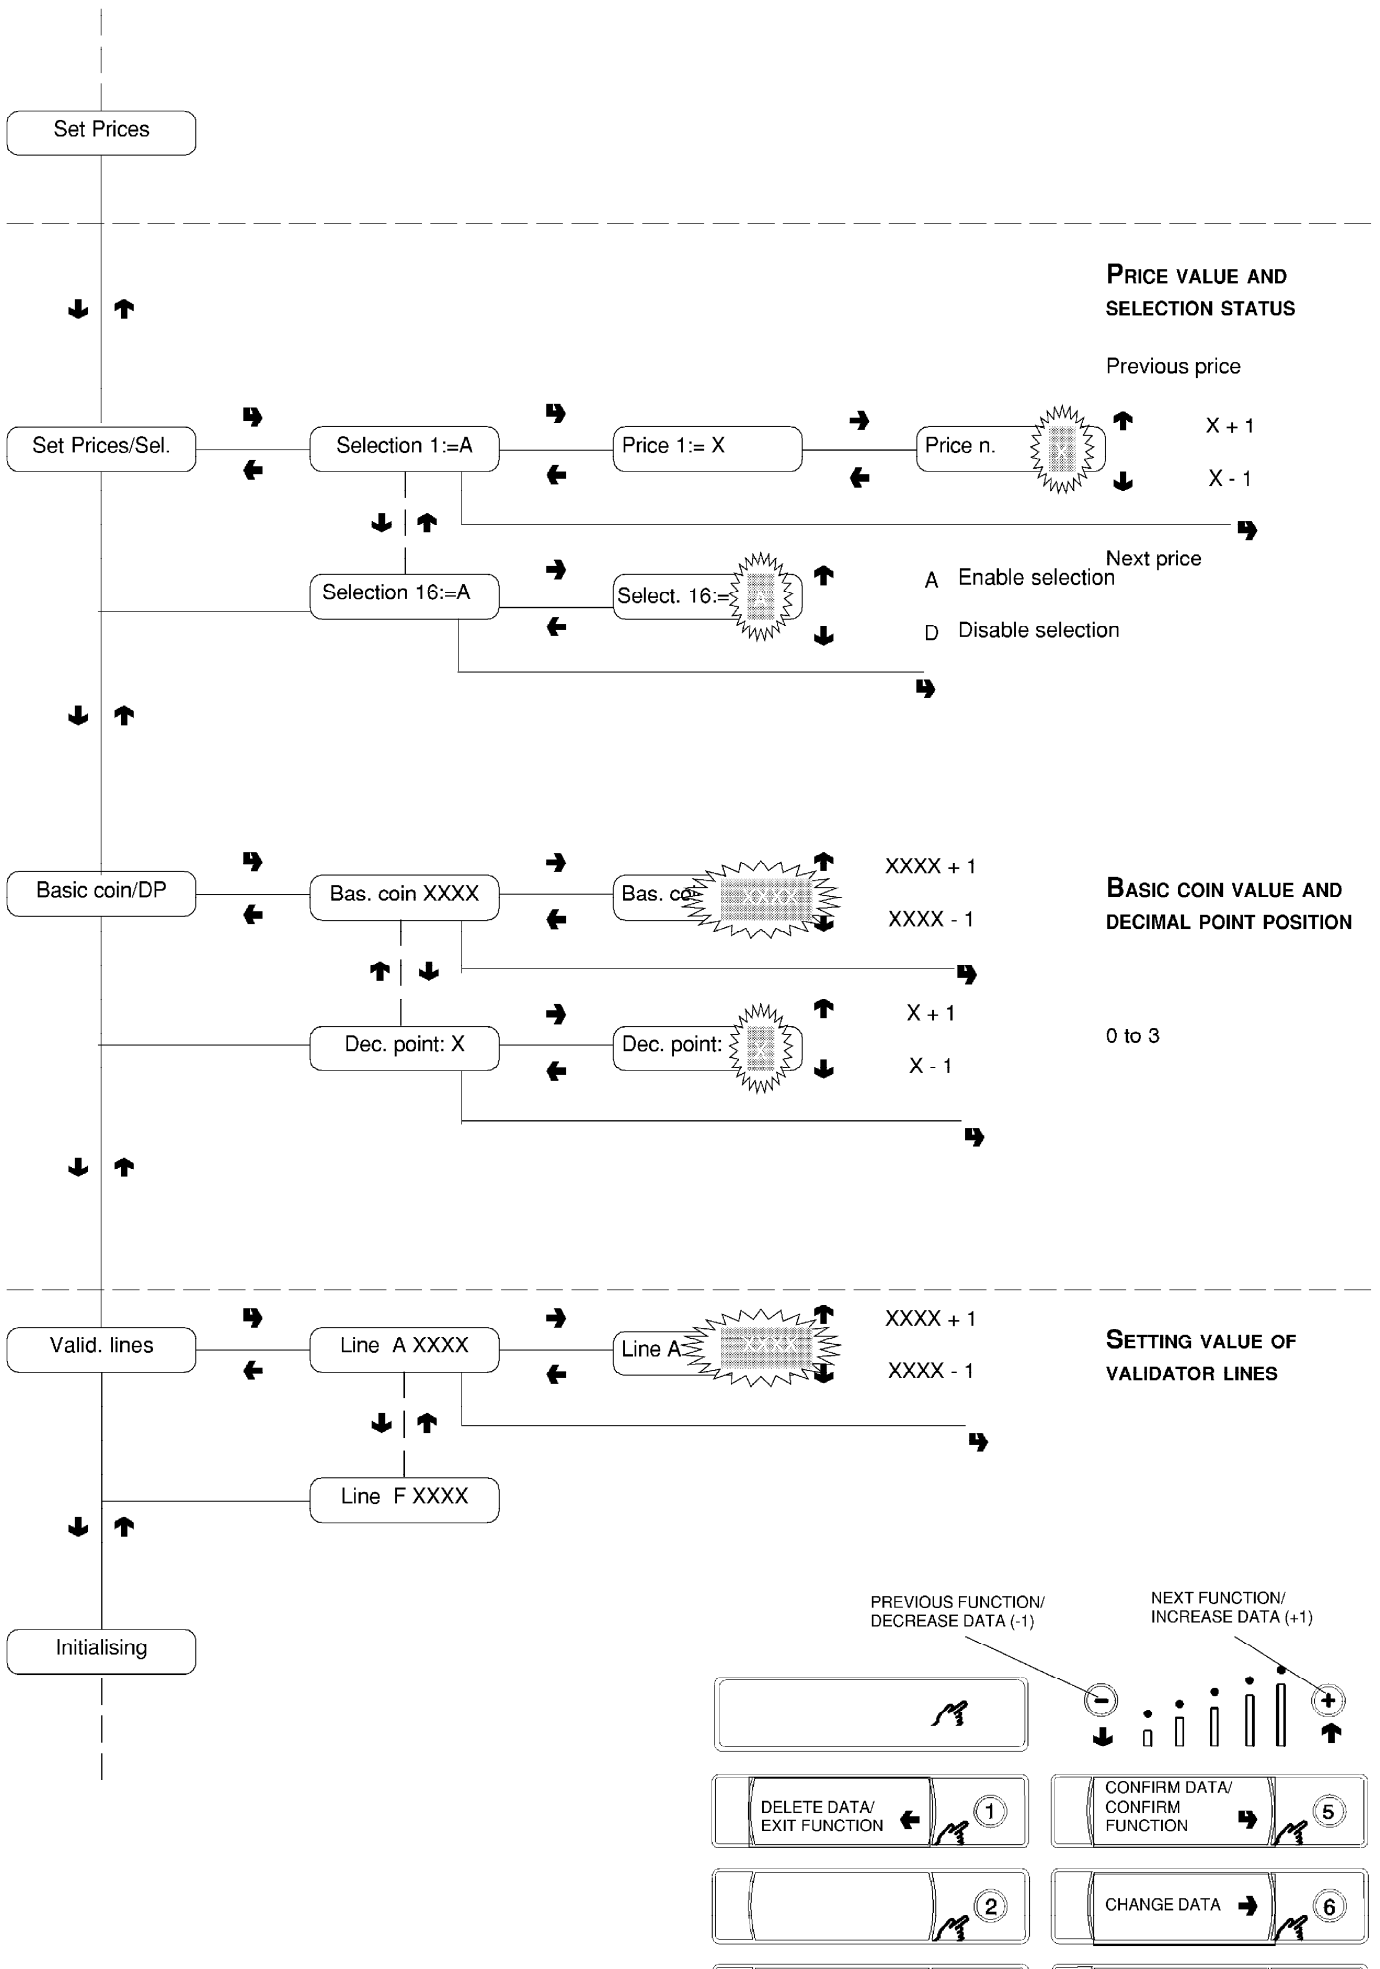 Set Prices
PRICE VALUE AND
SELECTION STATUS
Previous price
Set Prices/Sel.
Selection 1:=A
Price 1:= X
Price n.
X
X + 1
X - 1
Next price
Selection 16:=A
Select. 16:=
A
A Enable selection
D Disable selection
Basic coin/DP
Bas. coin XXXX
Bas. co
XXXX
XXXX + 1
XXXX - 1
BASIC COIN VALUE AND
DECIMAL POINT POSITION
Dec. point: X
Dec. point:
X
X + 1
X - 1
0 to 3
Valid. lines
Line A XXXX
Line A
XXXX
XXXX + 1
XXXX - 1
SETTING VALUE OF
VALIDATOR LINES
Line F XXXX
Initialising
PREVIOUS FUNCTION/
DECREASE DATA (-1)
NEXT FUNCTION/
INCREASE DATA (+1)
DELETE DATA/
EXIT FUNCTION
1
CONFIRM DATA/
CONFIRM
FUNCTION
5
2
CHANGE DATA
6